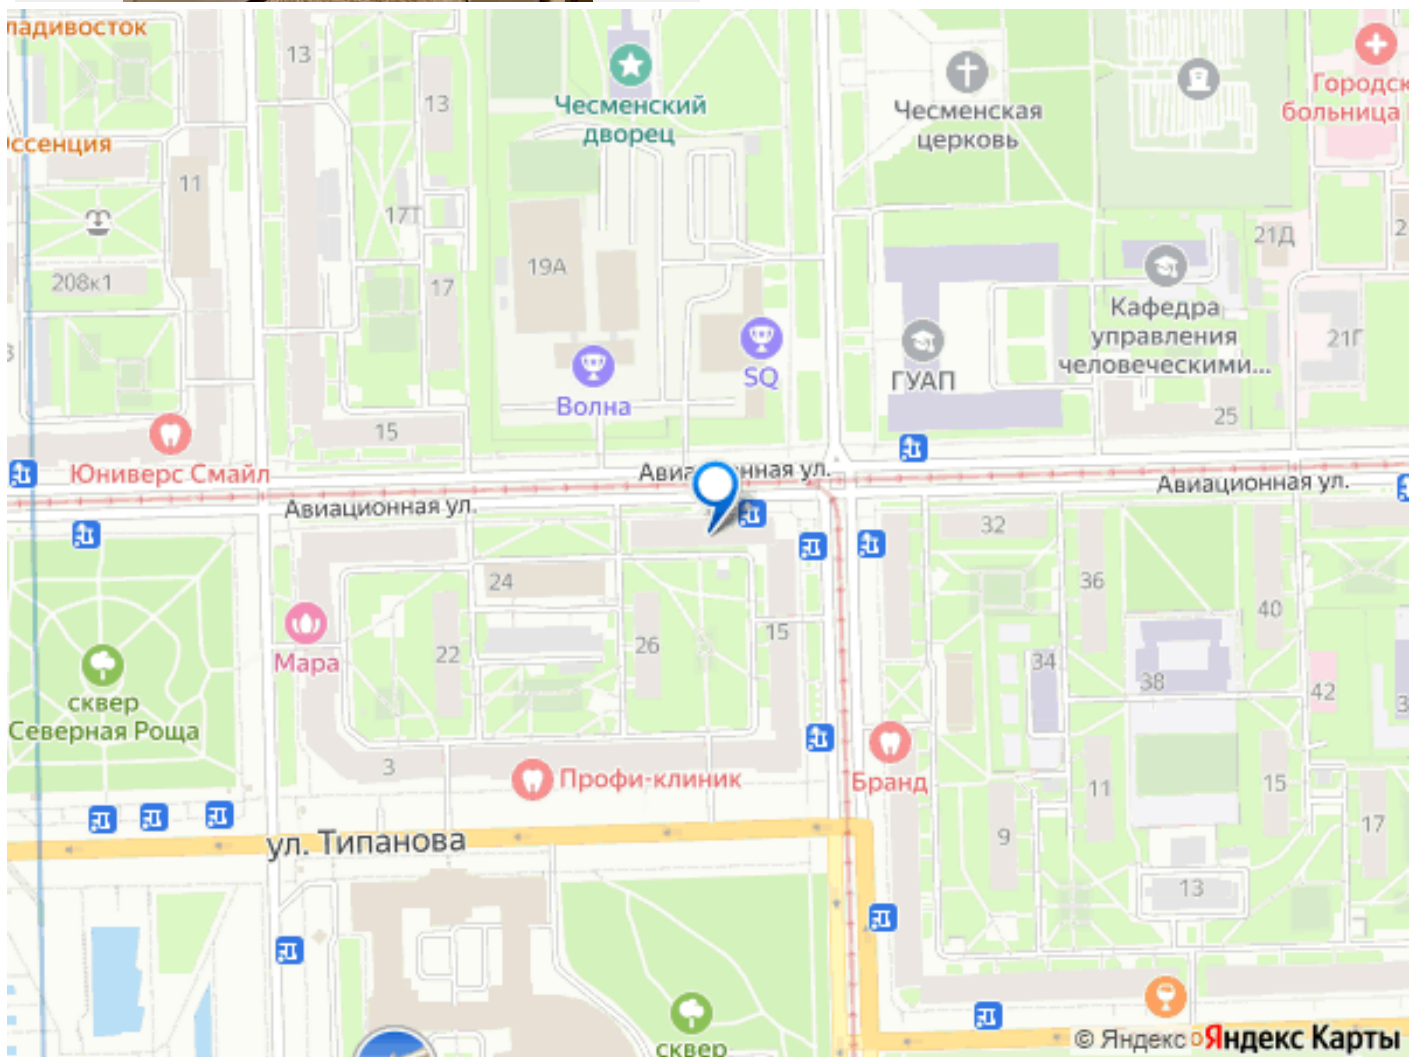 ладивосток
13
13
Чесменский
дворец
Чесменская
церковь
Городск
больница
ссенция
11
17Т
21Д
2
208к1
17
19А
Кафедра
управления
человеческими...
21Г
SQ
ГУАП
Волна
25
15
Юниверс Смайл
Авиационная ул.
Авиационная ул.
Авиационная ул.
32
24
36
40
Мара
22
26
15
34
38
42
3
сквер
Северная Роща
3
Профи-клиник
Бранд
11
15
ул. Типанова
9
17
13
сквер
© Яндекс Яндекс Карты